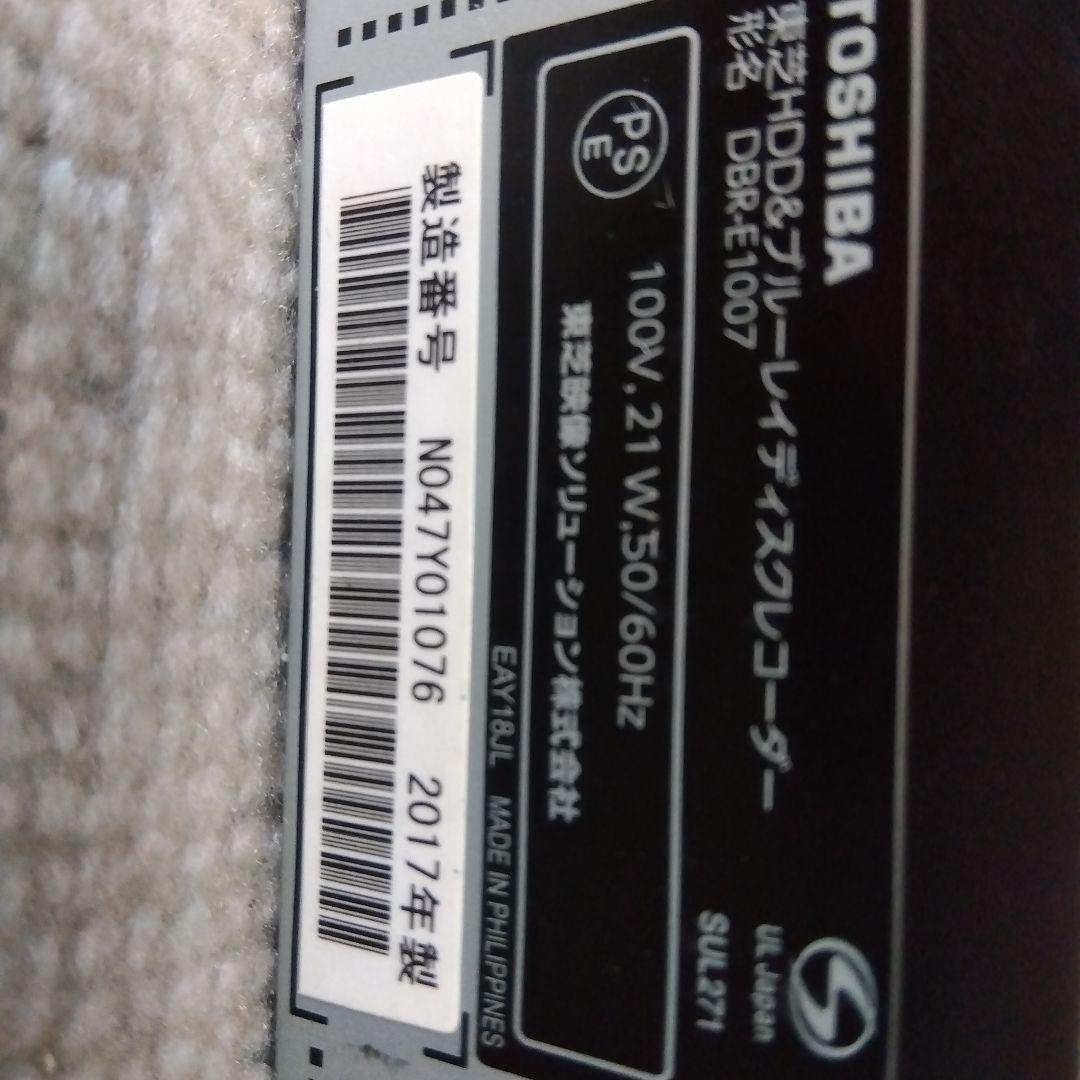 TOSHIBA
東芝HDD&ブルーレイディスクレコーダー
形名 DBR-E1007
UL Japan
SUL271
PS
E
100V,21W,50/60Hz
東芝映像ソリューション株式会社
EAY18JL MADE IN PHILIPPINES
製造番号 N047Y01076 2017年製